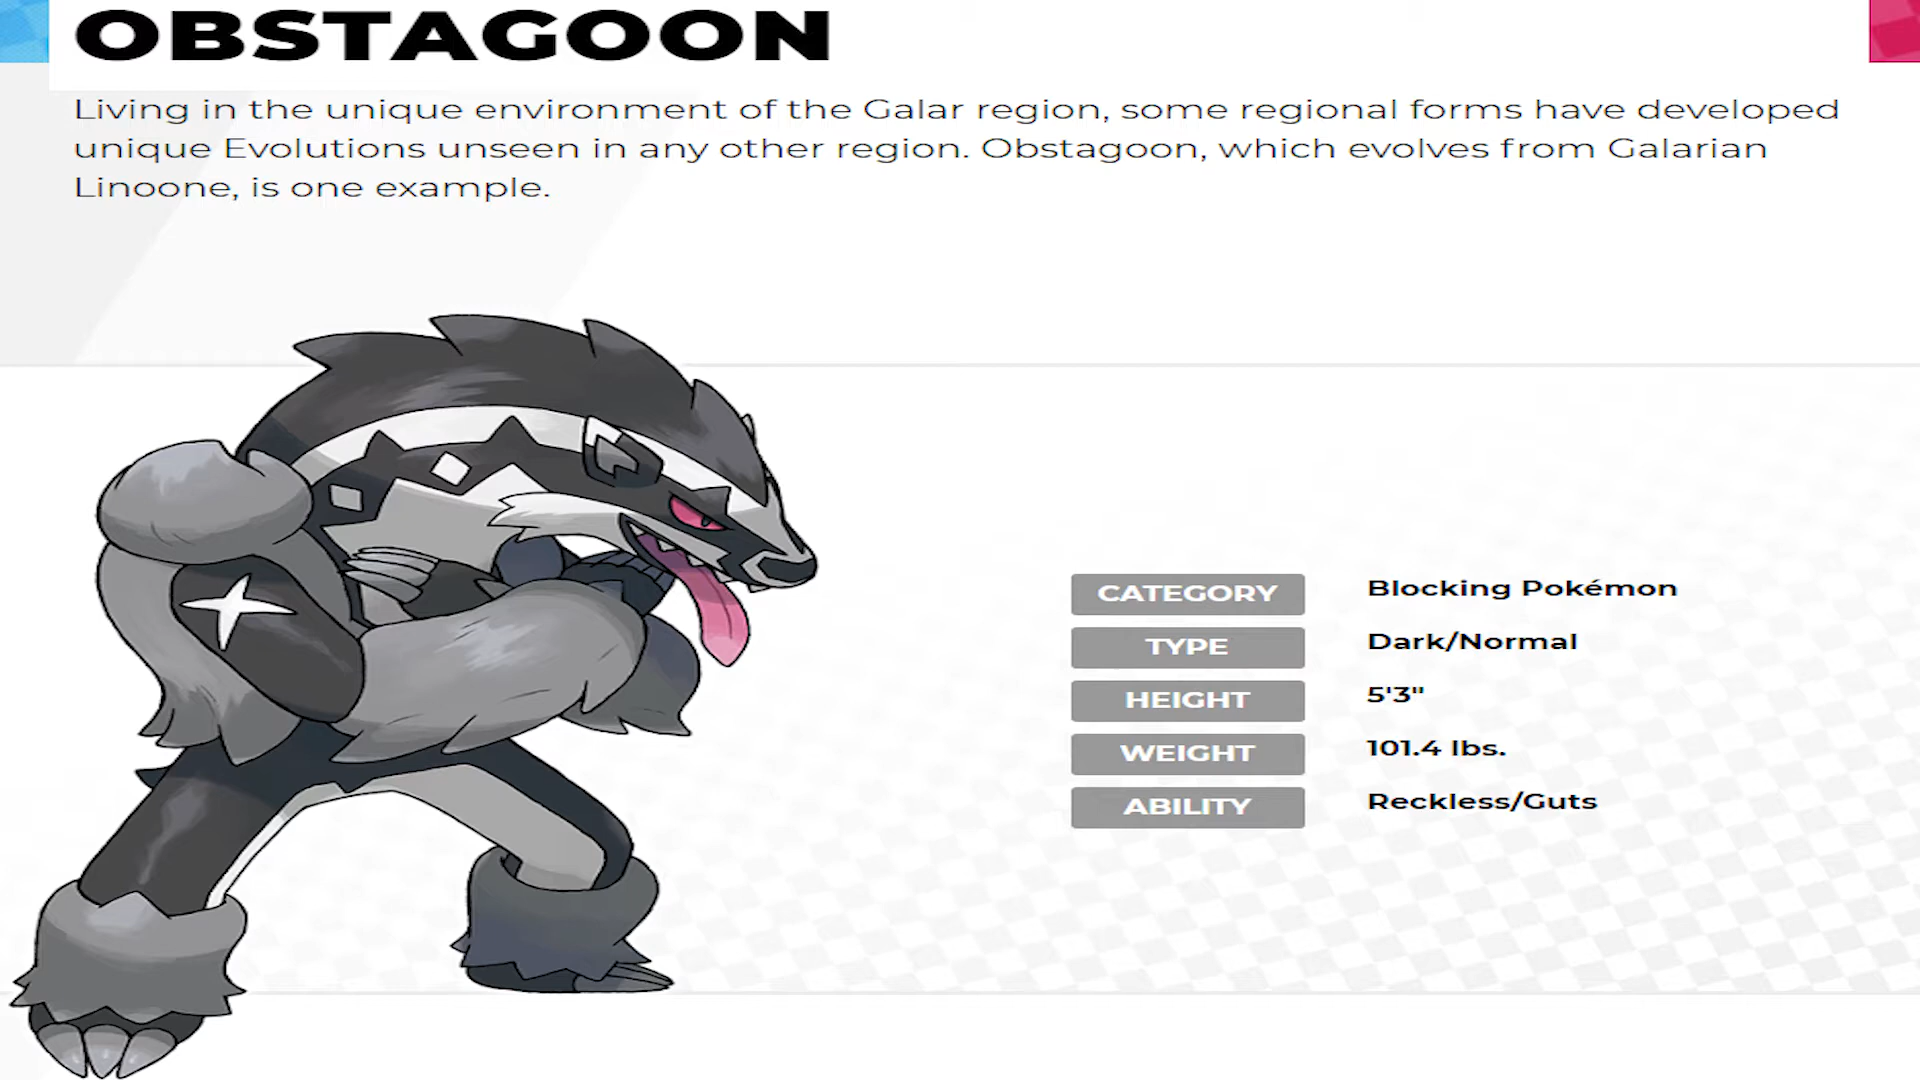 OBSTAGOON
Living in the unique environment of the Galar region, some regional forms have developed
unique Evolutions unseen in any other region. Obstagoon, which evolves from Galarian
Linoone, is one example.
CATEGORY Blocking Pokémon
TYPE Dark/Normal
HEIGHT 5'3"
WEIGHT 101.4 lbs.
ABILITY Reckless/Guts